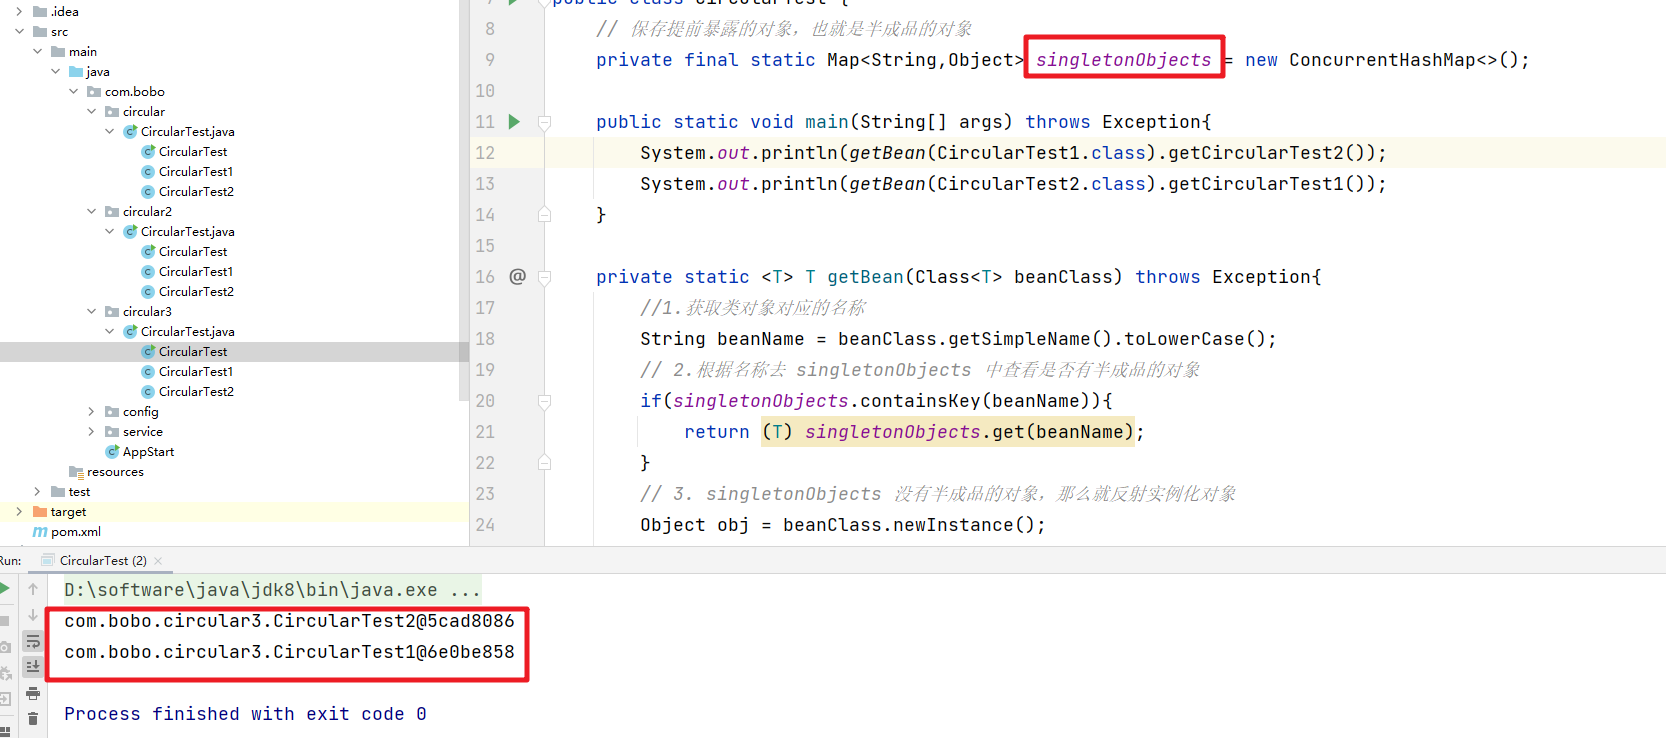 .idea
src
main
java
com.bobo
circular
CircularTest.java
CircularTest
CircularTest1
CircularTest2
circular2
CircularTest.java
CircularTest
CircularTest1
CircularTest2
circular3
CircularTest.java
CircularTest
CircularTest1
CircularTest2
config
service
AppStart
resources
test
target
pom.xml
7 public class CircularTest {
8 // 保存提前暴露的对象，也就是半成品的对象
9 private final static Map<String,Object> singletonObjects = new ConcurrentHashMap<>();
10
11 public static void main(String[] args) throws Exception{
12 System.out.println(getBean(CircularTest1.class).getCircularTest2());
13 System.out.println(getBean(CircularTest2.class).getCircularTest1());
14 }
15
16 @ private static <T> T getBean(Class<T> beanClass) throws Exception{
17 //1.获取类对象对应的名称
18 String beanName = beanClass.getSimpleName().toLowerCase();
19 // 2.根据名称去 singletonObjects 中查看是否有半成品的对象
20 if(singletonObjects.containsKey(beanName)){
21 return (T) singletonObjects.get(beanName);
22 }
23 // 3. singletonObjects 没有半成品的对象，那么就反射实例化对象
24 Object obj = beanClass.newInstance();
Run: CircularTest (2)
D:\software\java\jdk8\bin\java.exe ...
com.bobo.circular3.CircularTest2@5cad8086
com.bobo.circular3.CircularTest1@6e0be858
Process finished with exit code 0